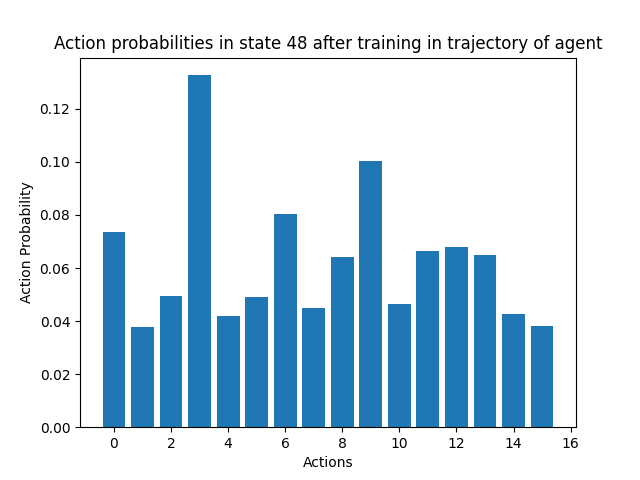 Action probabilities in state 48 after training in trajectory of agent
0.12
0.10
0.08
0.06
0.04
0.02
0.00
Action Probability
0 2 4 6 8 10 12 14 16
Actions